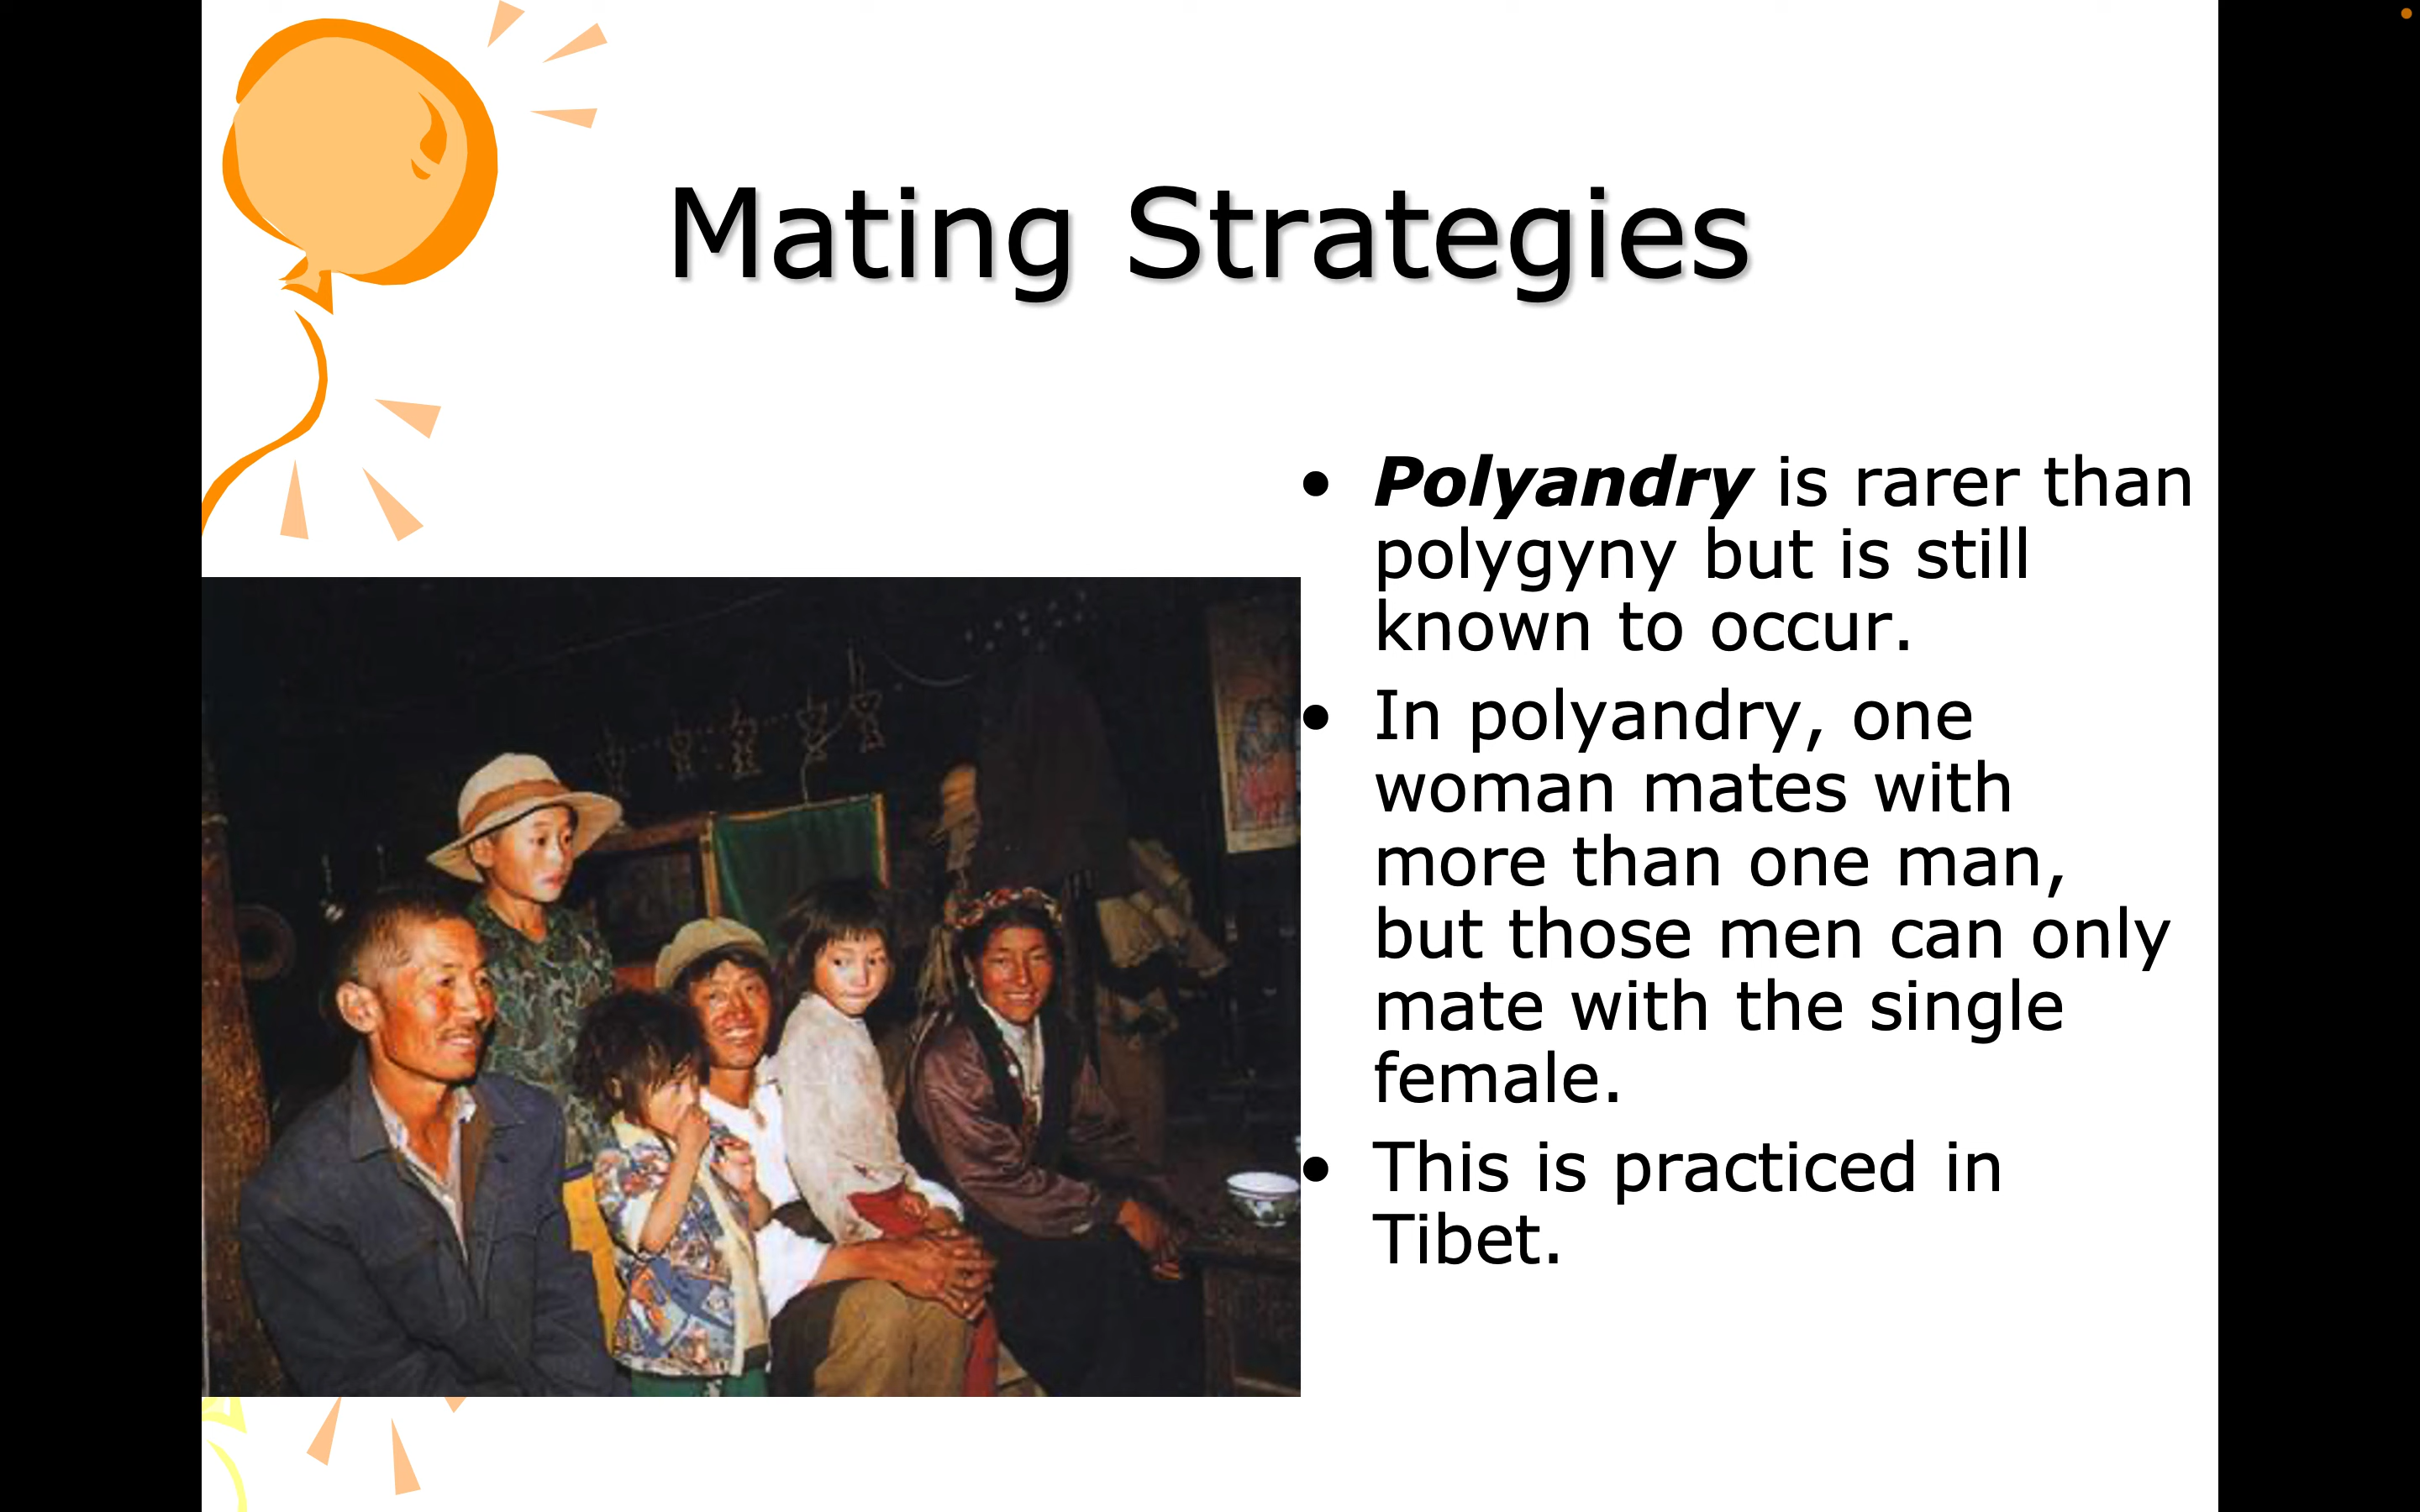 Mating Strategies
• Polyandry is rarer than
polygyny but is still
known to occur.
• In polyandry, one
woman mates with
more than one man,
but those men can only
mate with the single
female.
• This is practiced in
Tibet.